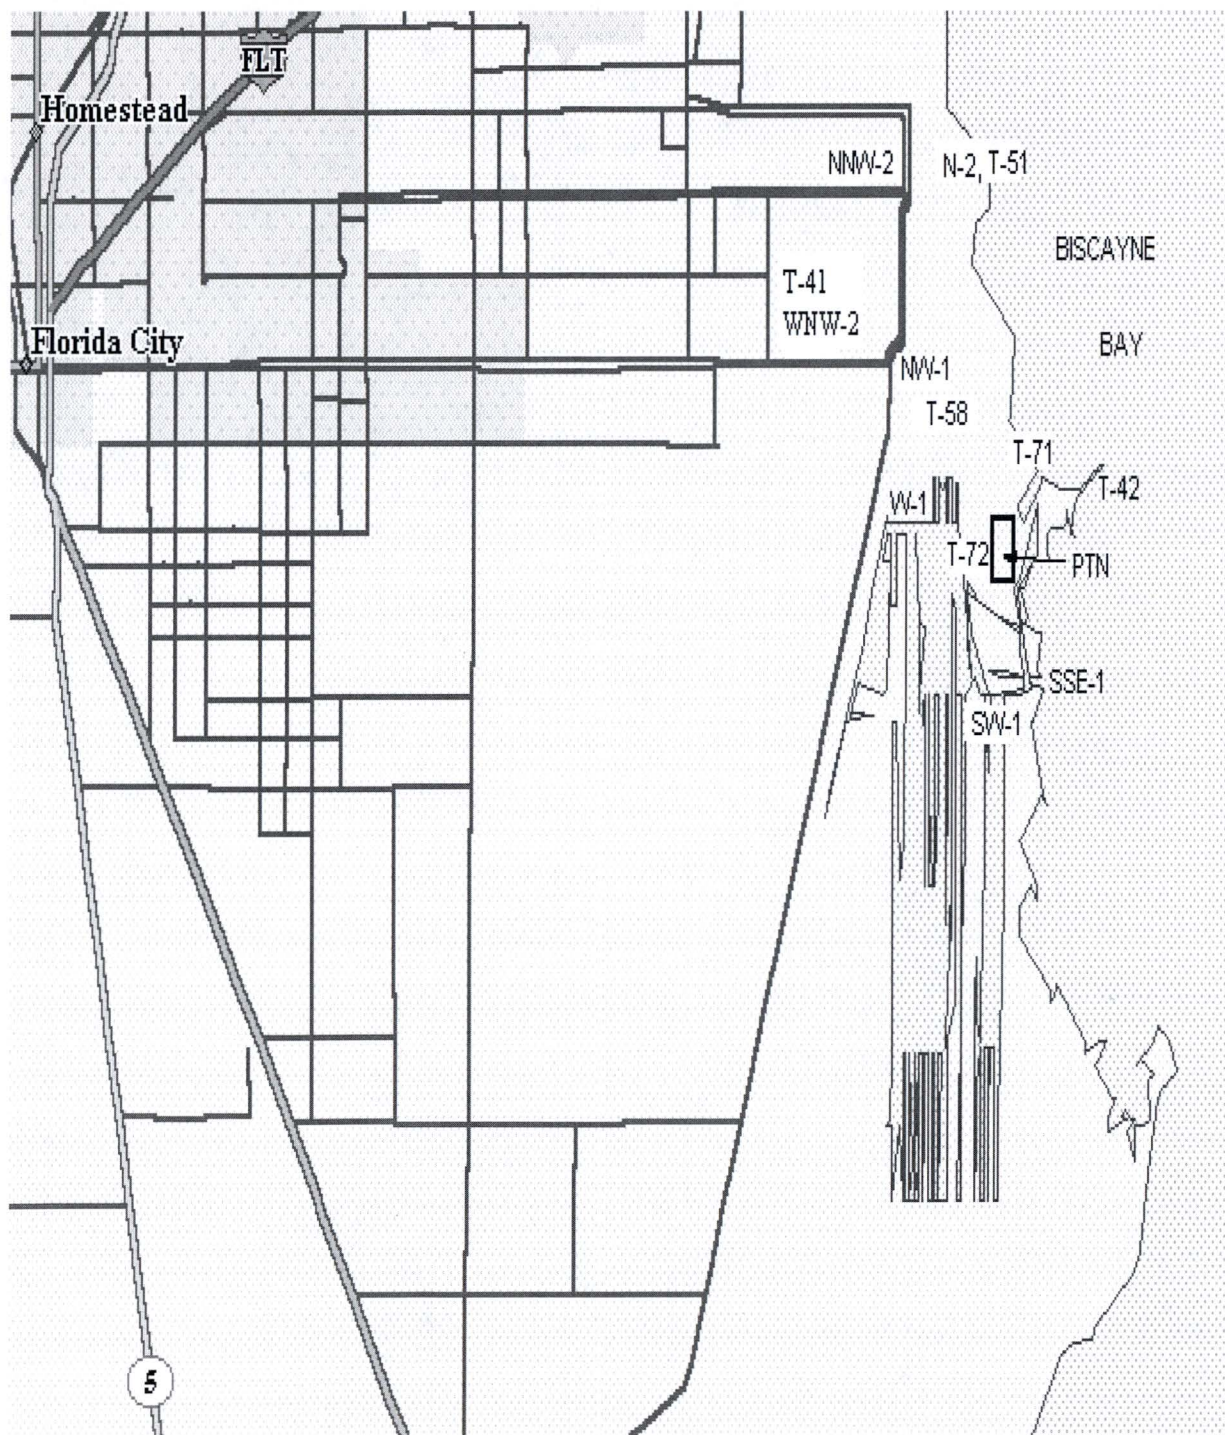 FLT
Homestead
NNW-2
N-2, T-51
BISCAYNE
T-41
WNW-2
Florida City
BAY
NW-1
T-58
T-71
T-42
W-1
T-72
PTN
SSE-1
SW-1
5